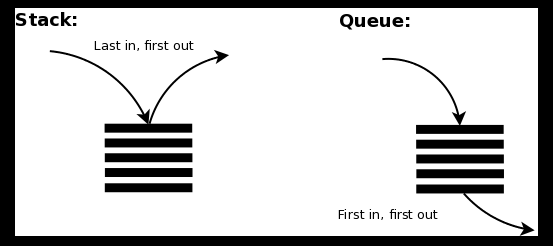 Stack:
Last in, first out
Queue:
First in, first out